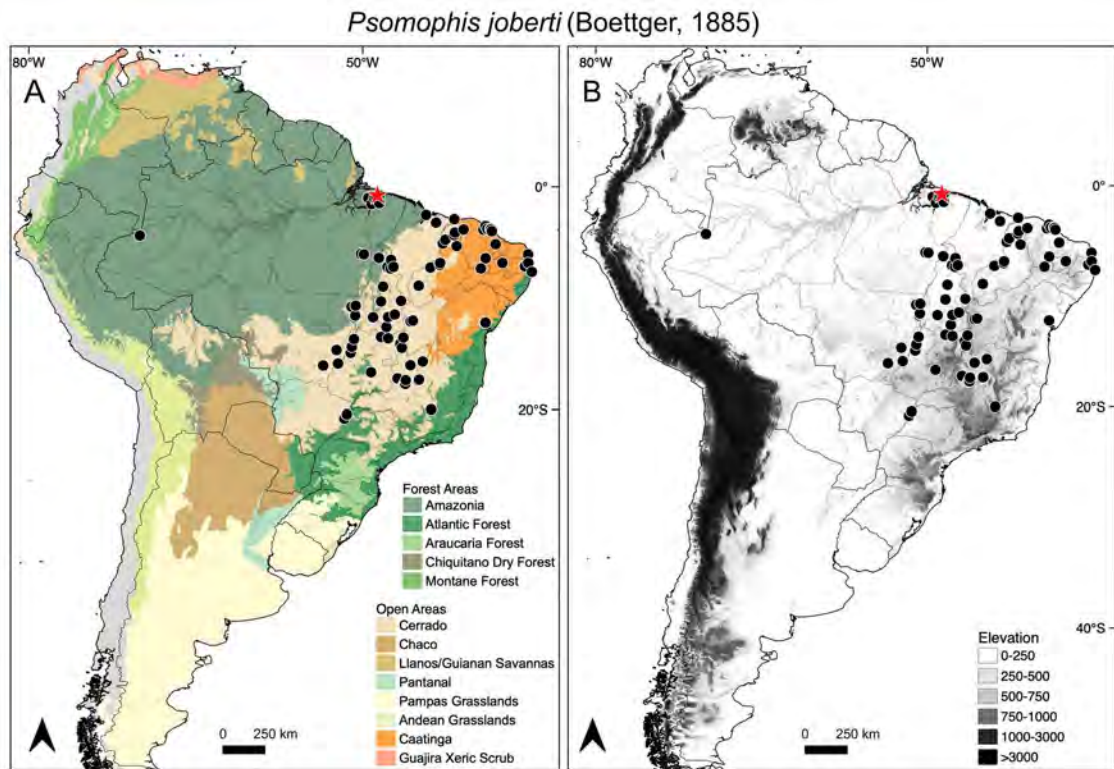 Psomophis joberti (Boettger, 1885)
80°W
50°W
A
0°
20°S
Forest Areas
Amazonia
Atlantic Forest
Araucaria Forest
Chiquitano Dry Forest
Montane Forest
Open Areas
Cerrado
Chaco
Llanos/Guianan Savannas
Pantanal
Pampas Grasslands
Andean Grasslands
Caatinga
Guajira Xeric Scrub
0 250 km
80°W
50°W
B
0°
20°S
40°S
Elevation
0-250
250-500
500-750
750-1000
1000-3000
>3000
0 250 km